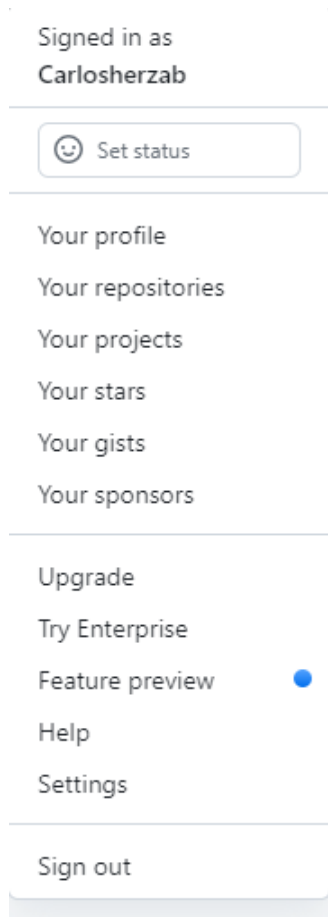 Signed in as
Carlosherzab
Set status
Your profile
Your repositories
Your projects
Your stars
Your gists
Your sponsors
Upgrade
Try Enterprise
Feature preview
Help
Settings
Sign out